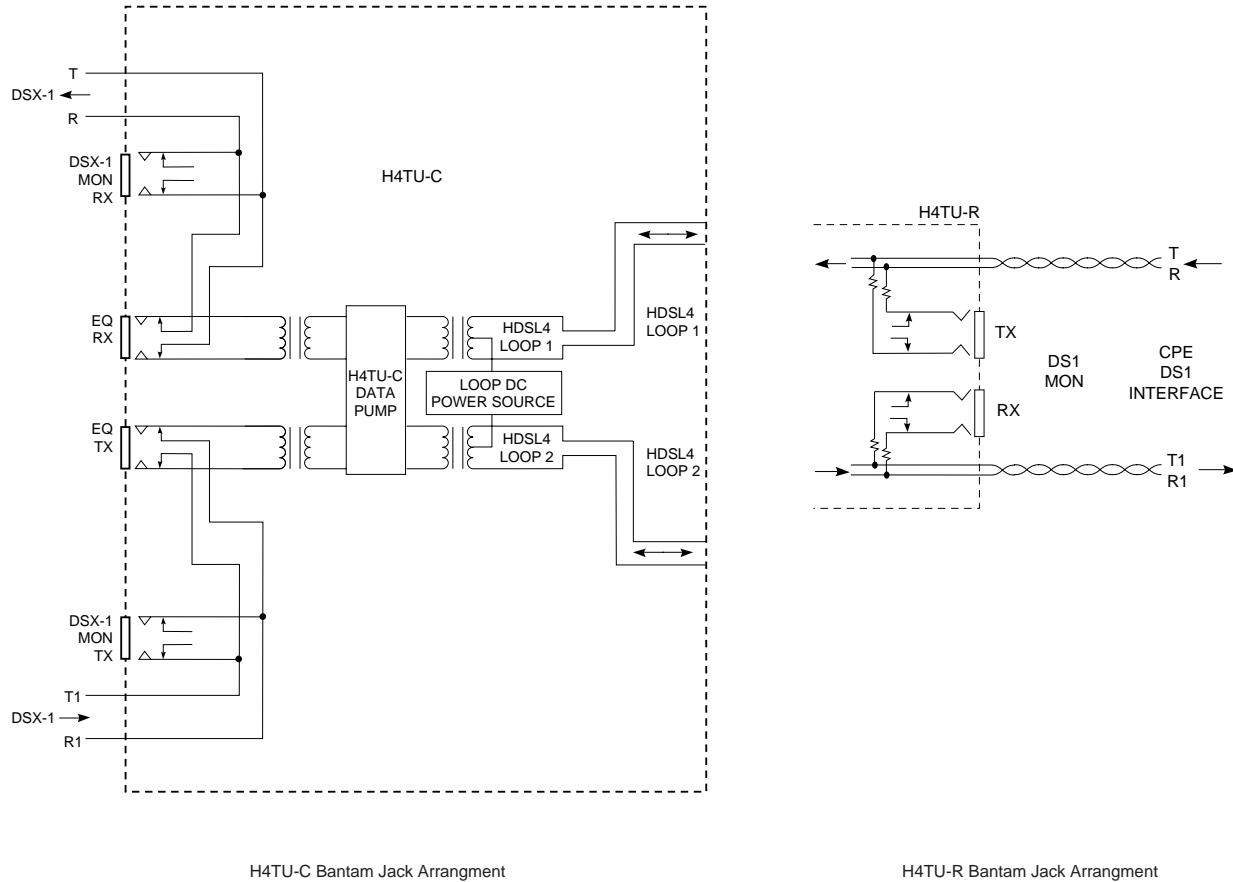 T
DSX-1
R
DSX-1
MON
RX
H4TU-C
EQ
RX
H4TU-C
DATA
PUMP
HDSL4
LOOP 1
HDSL4
LOOP 1
LOOP DC
POWER SOURCE
EQ
TX
HDSL4
LOOP 2
HDSL4
LOOP 2
DSX-1
MON
TX
T1
DSX-1
R1
H4TU-R
T
R
TX
DS1
MON
CPE
DS1
INTERFACE
RX
T1
R1
H4TU-C Bantam Jack Arrangment
H4TU-R Bantam Jack Arrangment